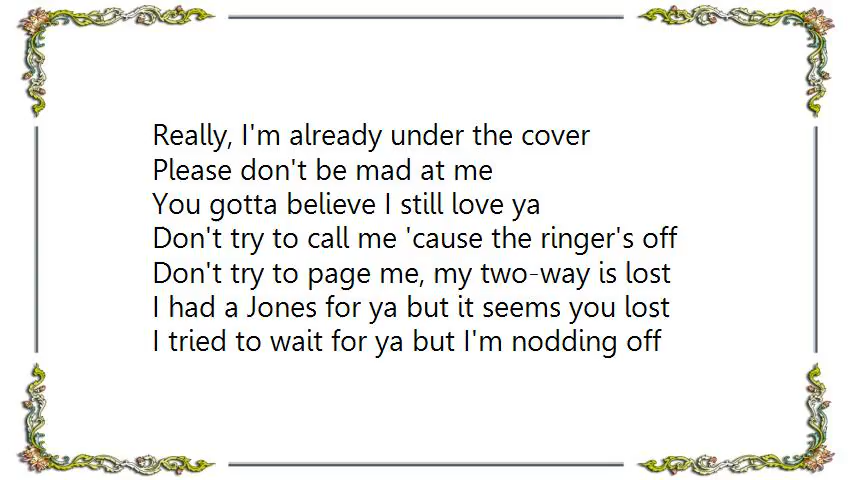 Really, I'm already under the cover
Please don't be mad at me
You gotta believe I still love ya
Don't try to call me 'cause the ringer's off
Don't try to page me, my two-way is lost
I had a Jones for ya but it seems you lost
I tried to wait for ya but I'm nodding off